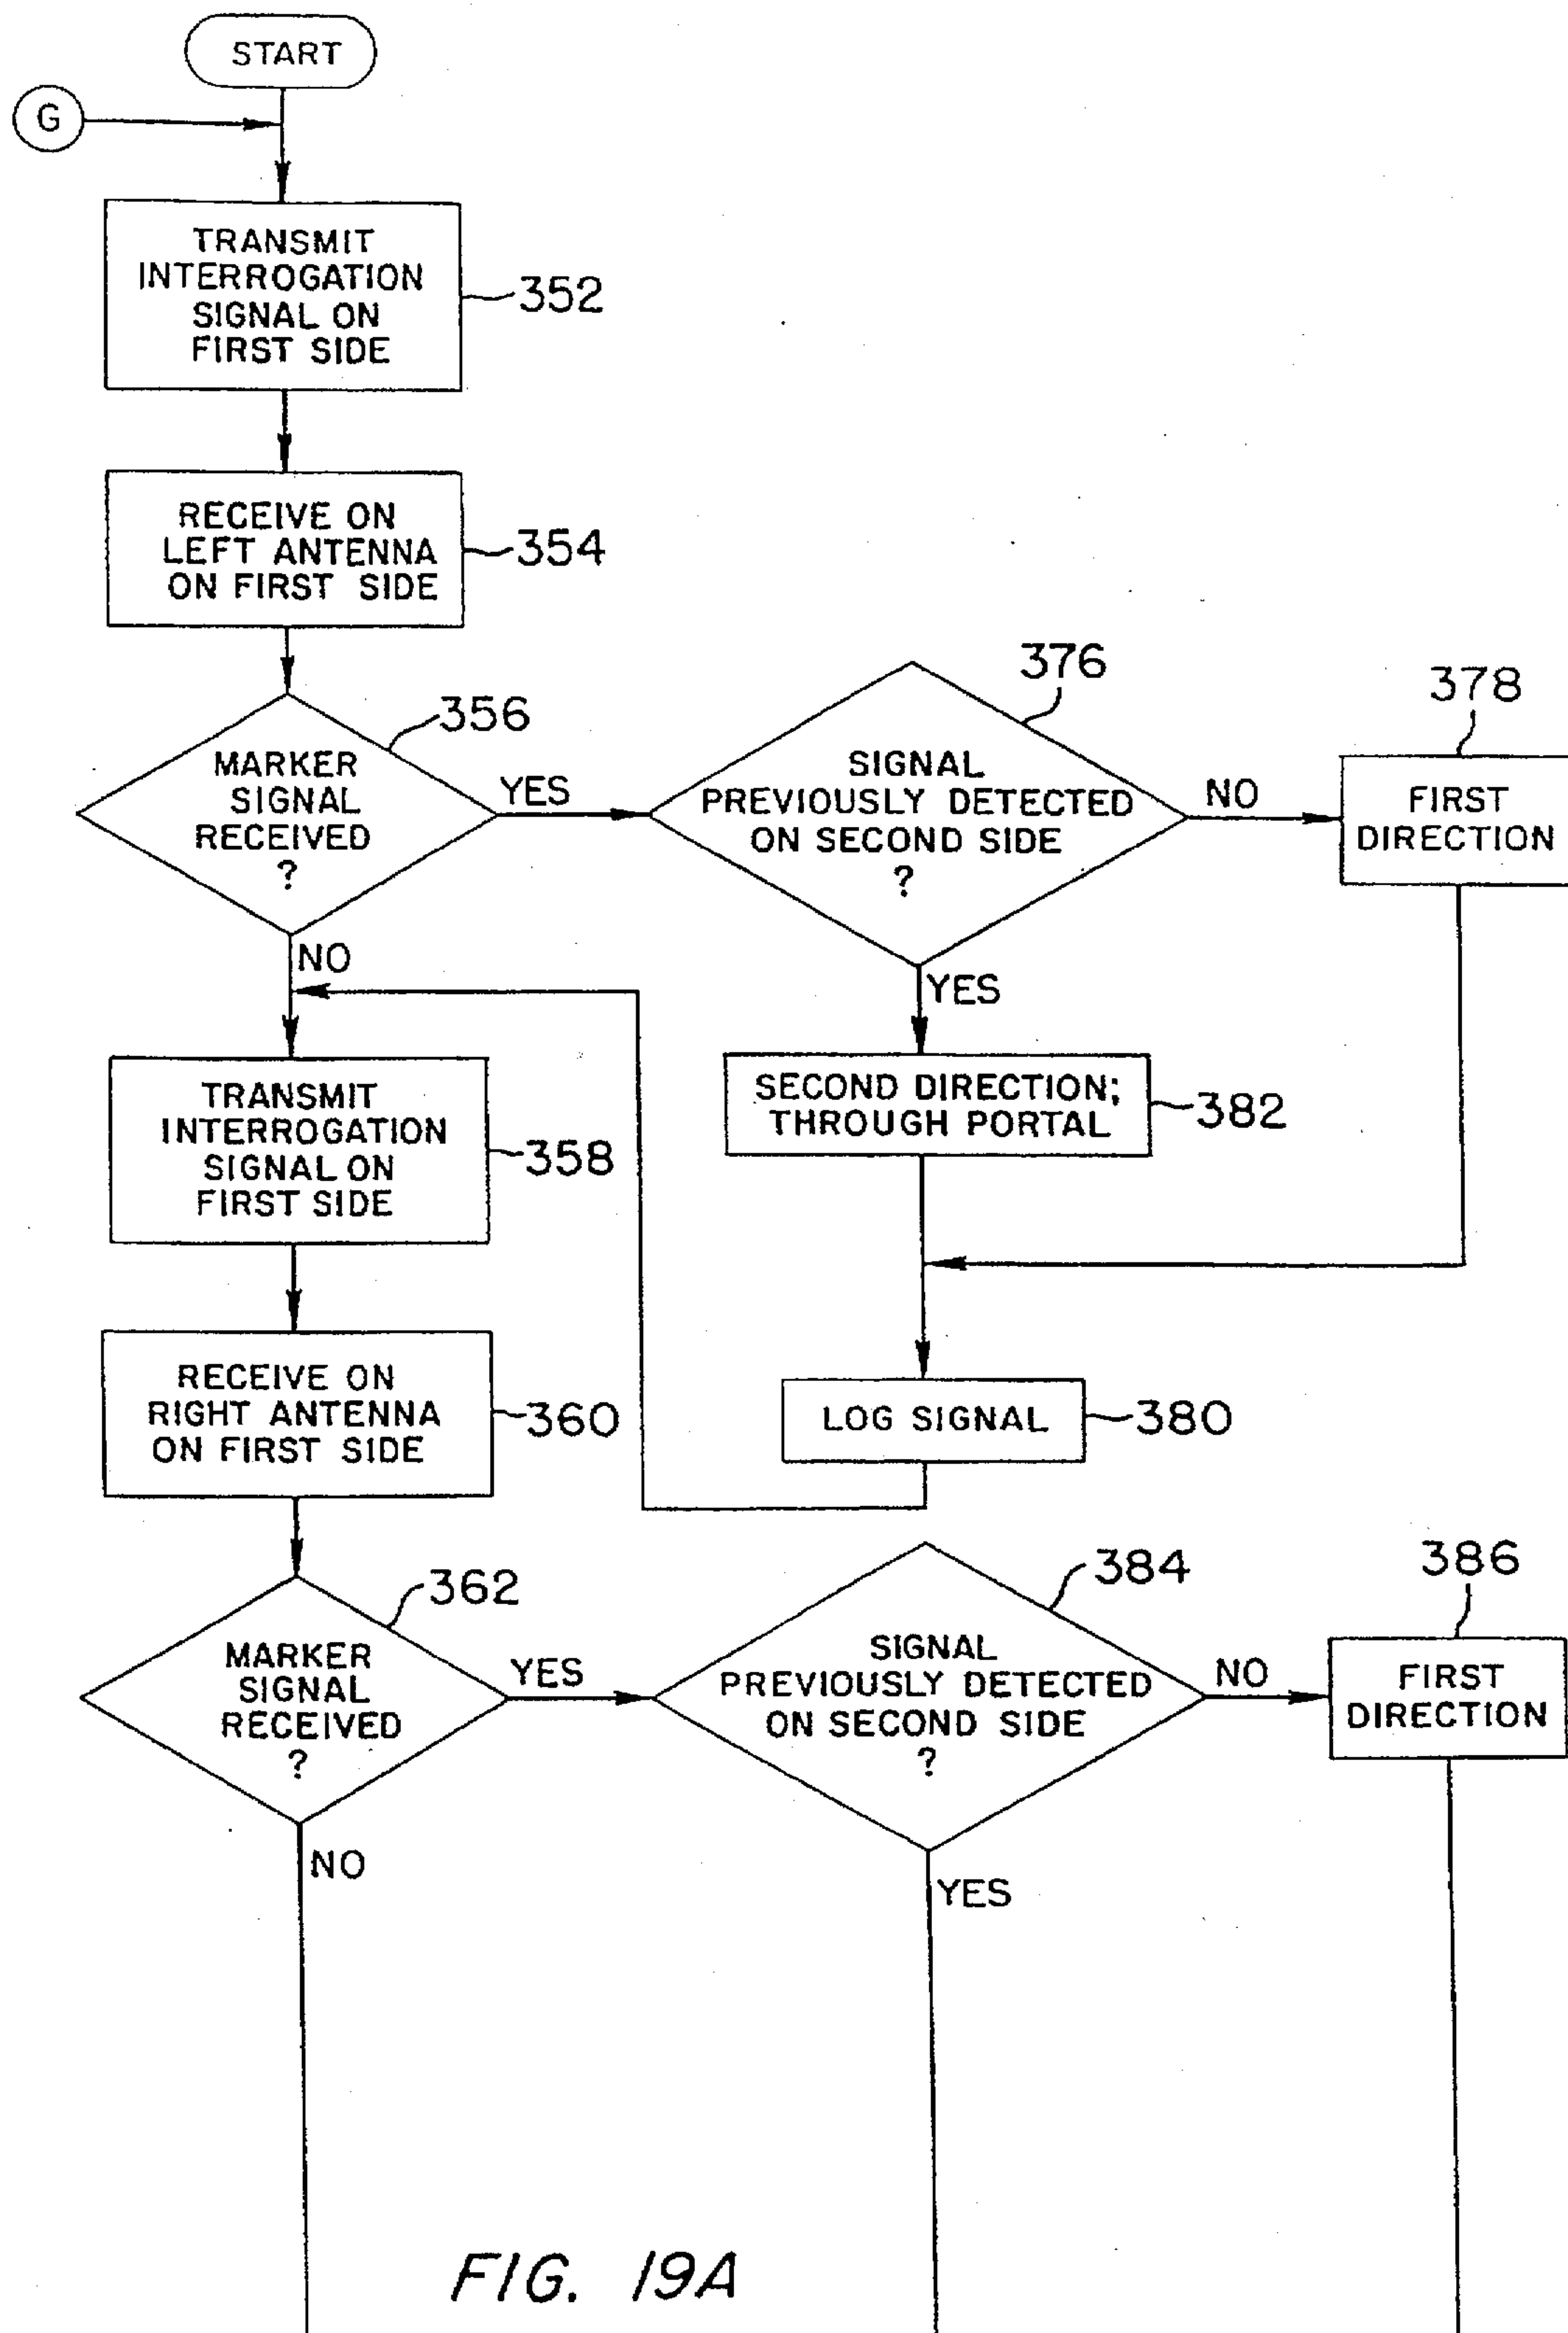 START
G
TRANSMIT
INTERROGATION
SIGNAL ON
FIRST SIDE
352
RECEIVE ON
LEFT ANTENNA
ON FIRST SIDE
354
356
MARKER
SIGNAL
RECEIVED
?
YES
NO
376
SIGNAL
PREVIOUSLY DETECTED
ON SECOND SIDE
?
NO
YES
378
FIRST
DIRECTION
SECOND DIRECTION;
THROUGH PORTAL
382
TRANSMIT
INTERROGATION
SIGNAL ON
FIRST SIDE
358
RECEIVE ON
RIGHT ANTENNA
ON FIRST SIDE
360
LOG SIGNAL
380
362
MARKER
SIGNAL
RECEIVED
?
YES
NO
384
SIGNAL
PREVIOUSLY DETECTED
ON SECOND SIDE
?
NO
YES
386
FIRST
DIRECTION
FIG. 19A